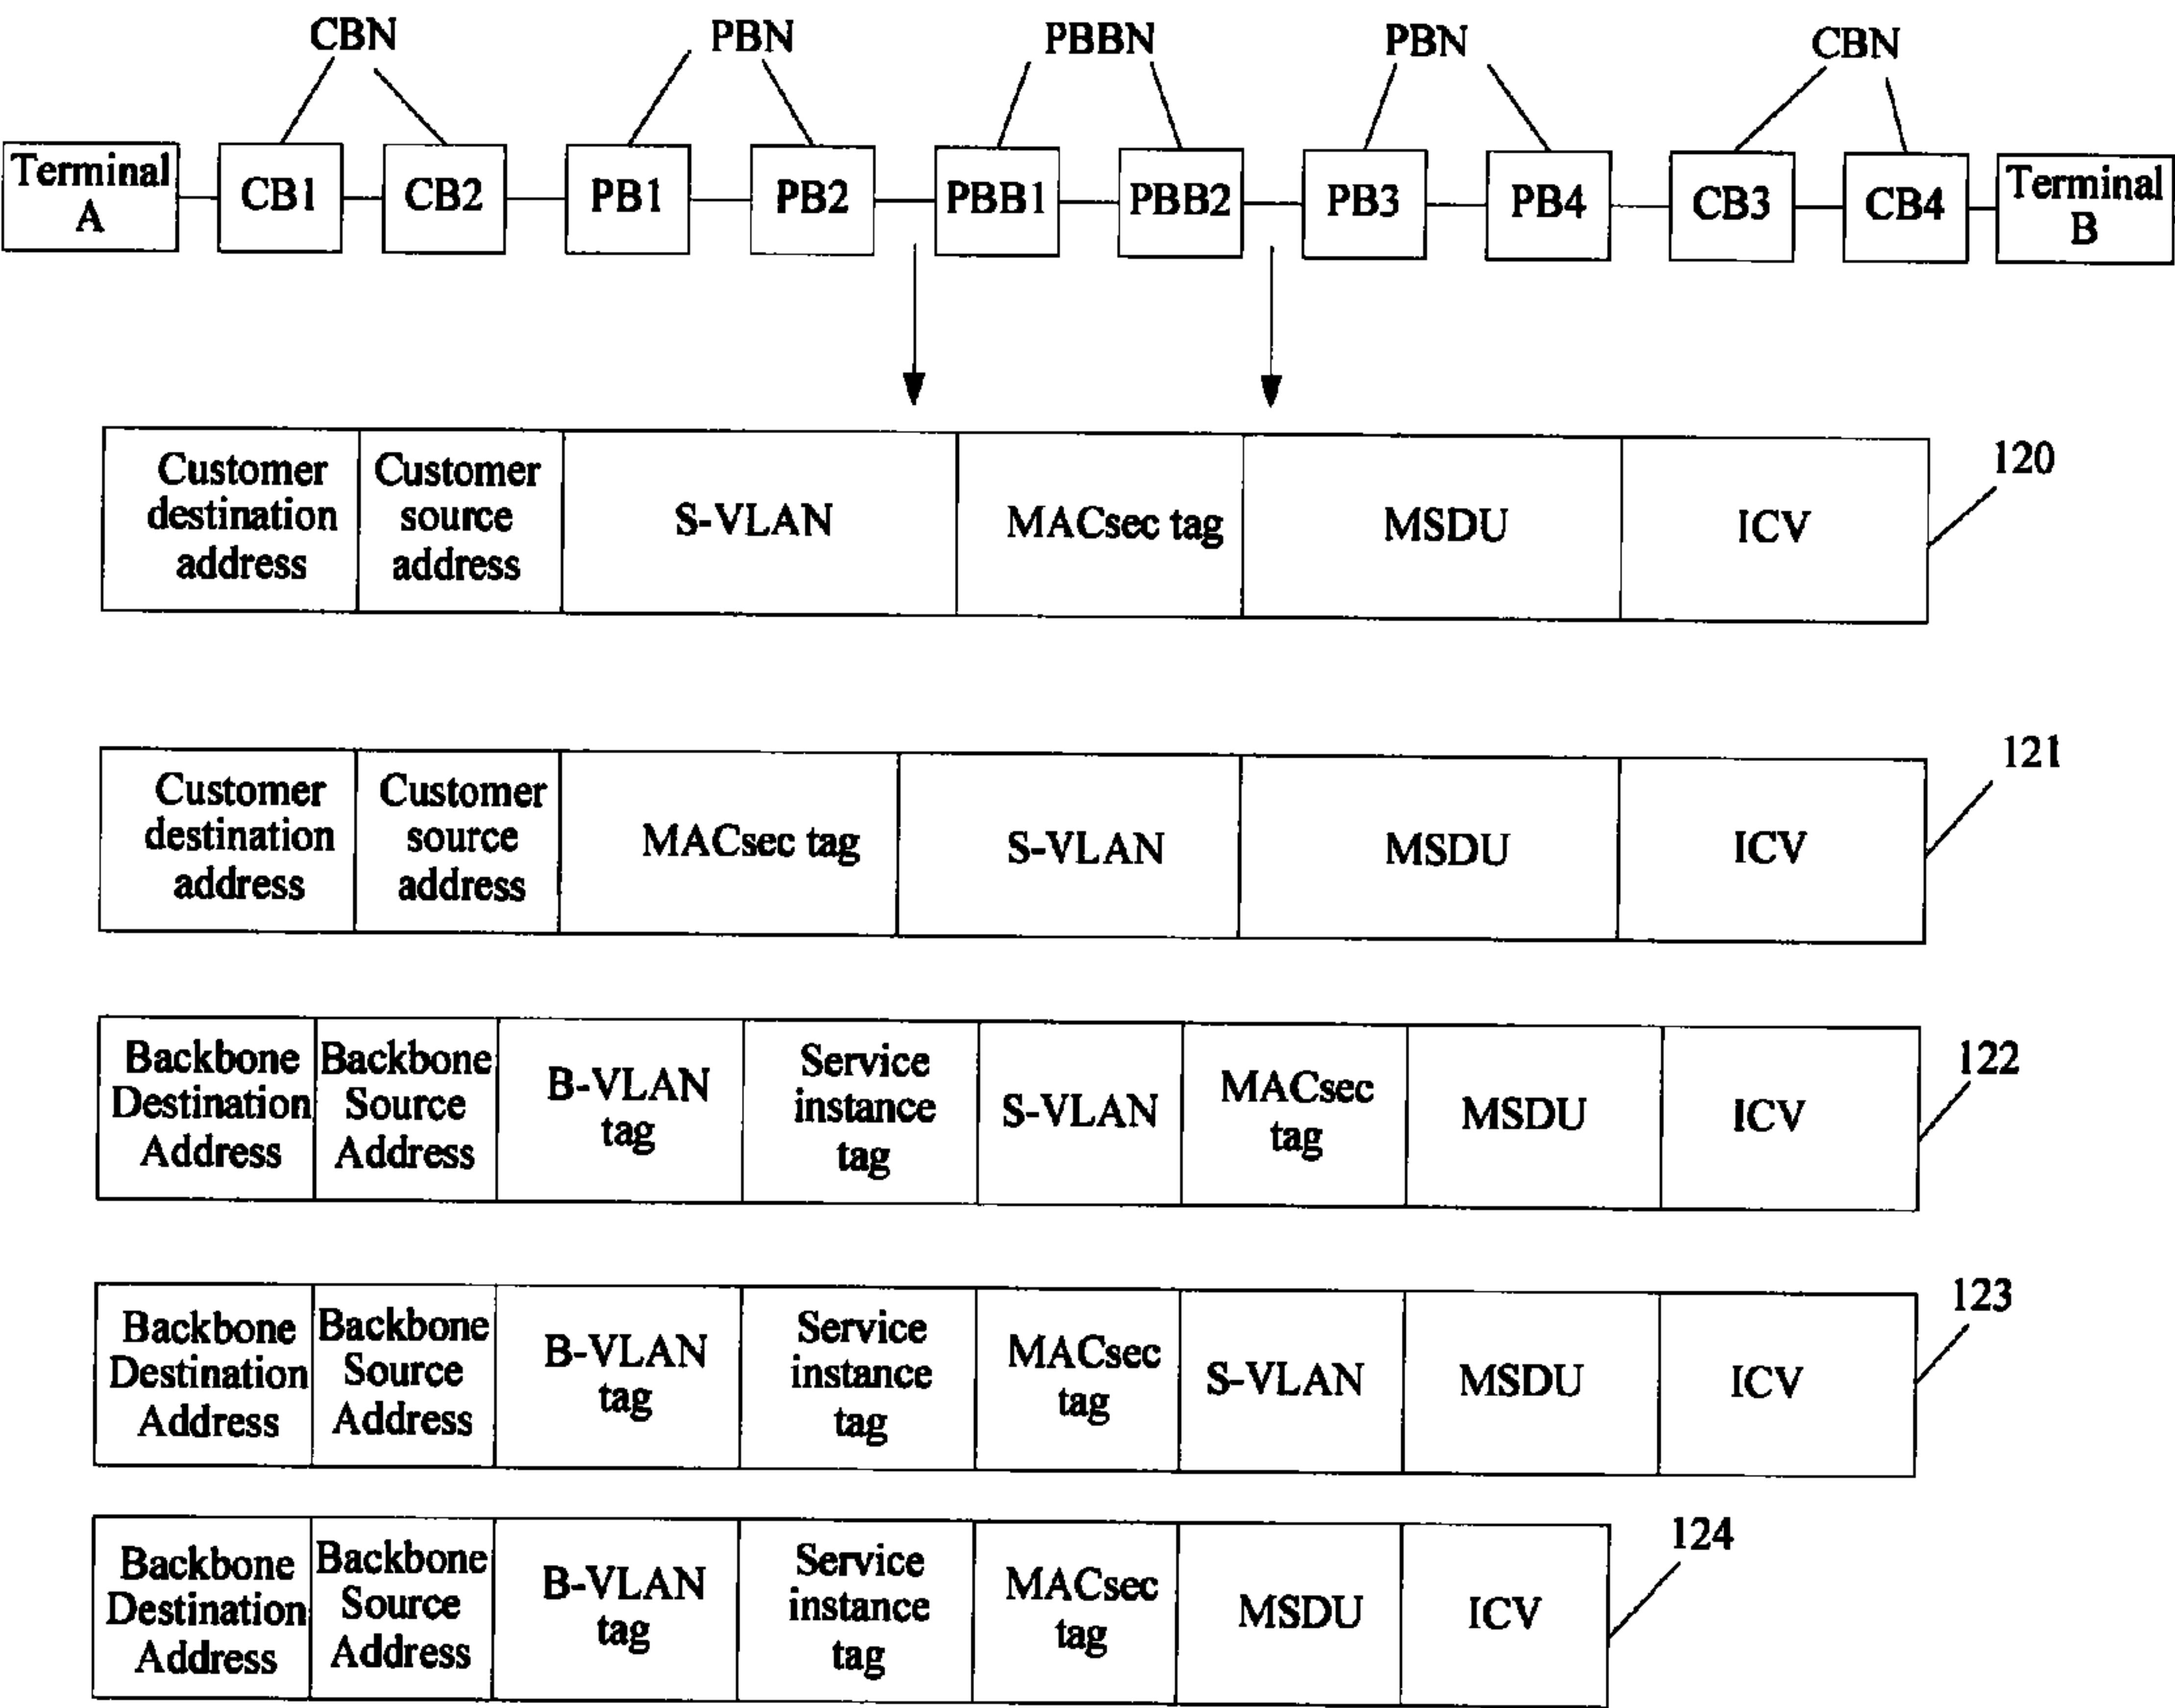 CBN
PBN
PBBN
PBN
CBN
Terminal
A
CB1
CB2
PB1
PB2
PBB1
PBB2
PB3
PB4
CB3
CB4
Terminal
B
Customer
destination
address
Customer
source
address
S-VLAN
MACsec tag
MSDU
ICV
120
Customer
destination
address
Customer
source
address
MACsec tag
S-VLAN
MSDU
ICV
121
Backbone
Destination
Address
Backbone
Source
Address
B-VLAN
tag
Service
instance
tag
S-VLAN
MACsec
tag
MSDU
ICV
122
Backbone
Destination
Address
Backbone
Source
Address
B-VLAN
tag
Service
instance
tag
MACsec
tag
S-VLAN
MSDU
ICV
123
Backbone
Destination
Address
Backbone
Source
Address
B-VLAN
tag
Service
instance
tag
MACsec
tag
MSDU
ICV
124